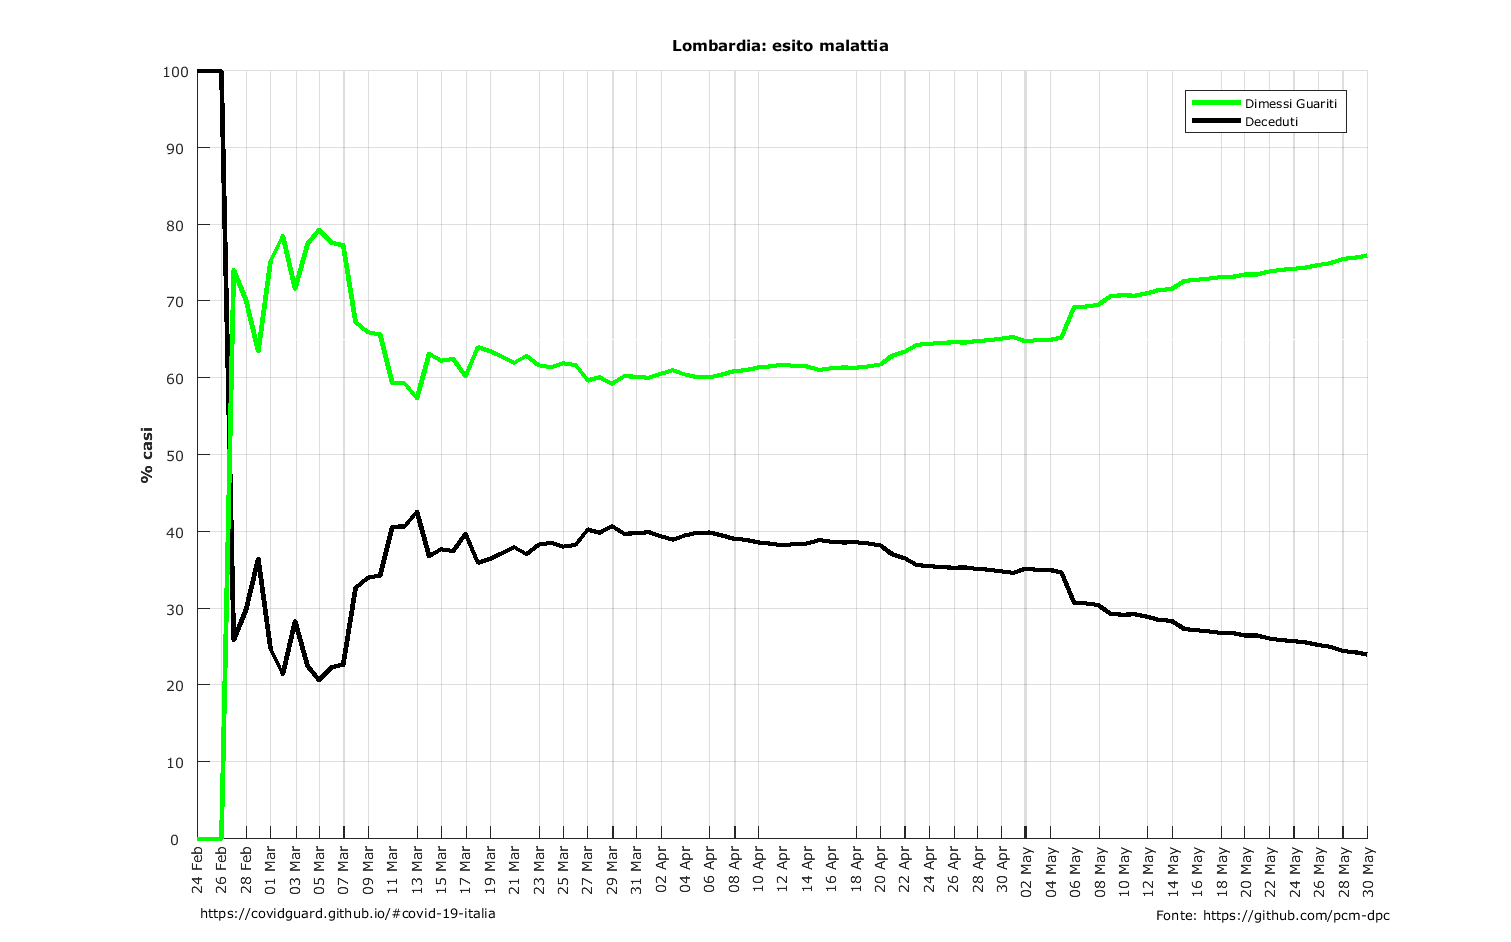 Lombardia: esito malattia
100
90
80
70
60
50
40
30
20
10
0
% casi
Dimessi Guariti
Deceduti
24 Feb
26 Feb
28 Feb
01 Mar
03 Mar
05 Mar
07 Mar
09 Mar
11 Mar
13 Mar
15 Mar
17 Mar
19 Mar
21 Mar
23 Mar
25 Mar
27 Mar
29 Mar
31 Mar
02 Apr
04 Apr
06 Apr
08 Apr
10 Apr
12 Apr
14 Apr
16 Apr
18 Apr
20 Apr
22 Apr
24 Apr
26 Apr
28 Apr
30 Apr
02 May
04 May
06 May
08 May
10 May
12 May
14 May
16 May
18 May
20 May
22 May
24 May
26 May
28 May
30 May
https://covidguard.github.io/#covid-19-italia
Fonte: https://github.com/pcm-dpc